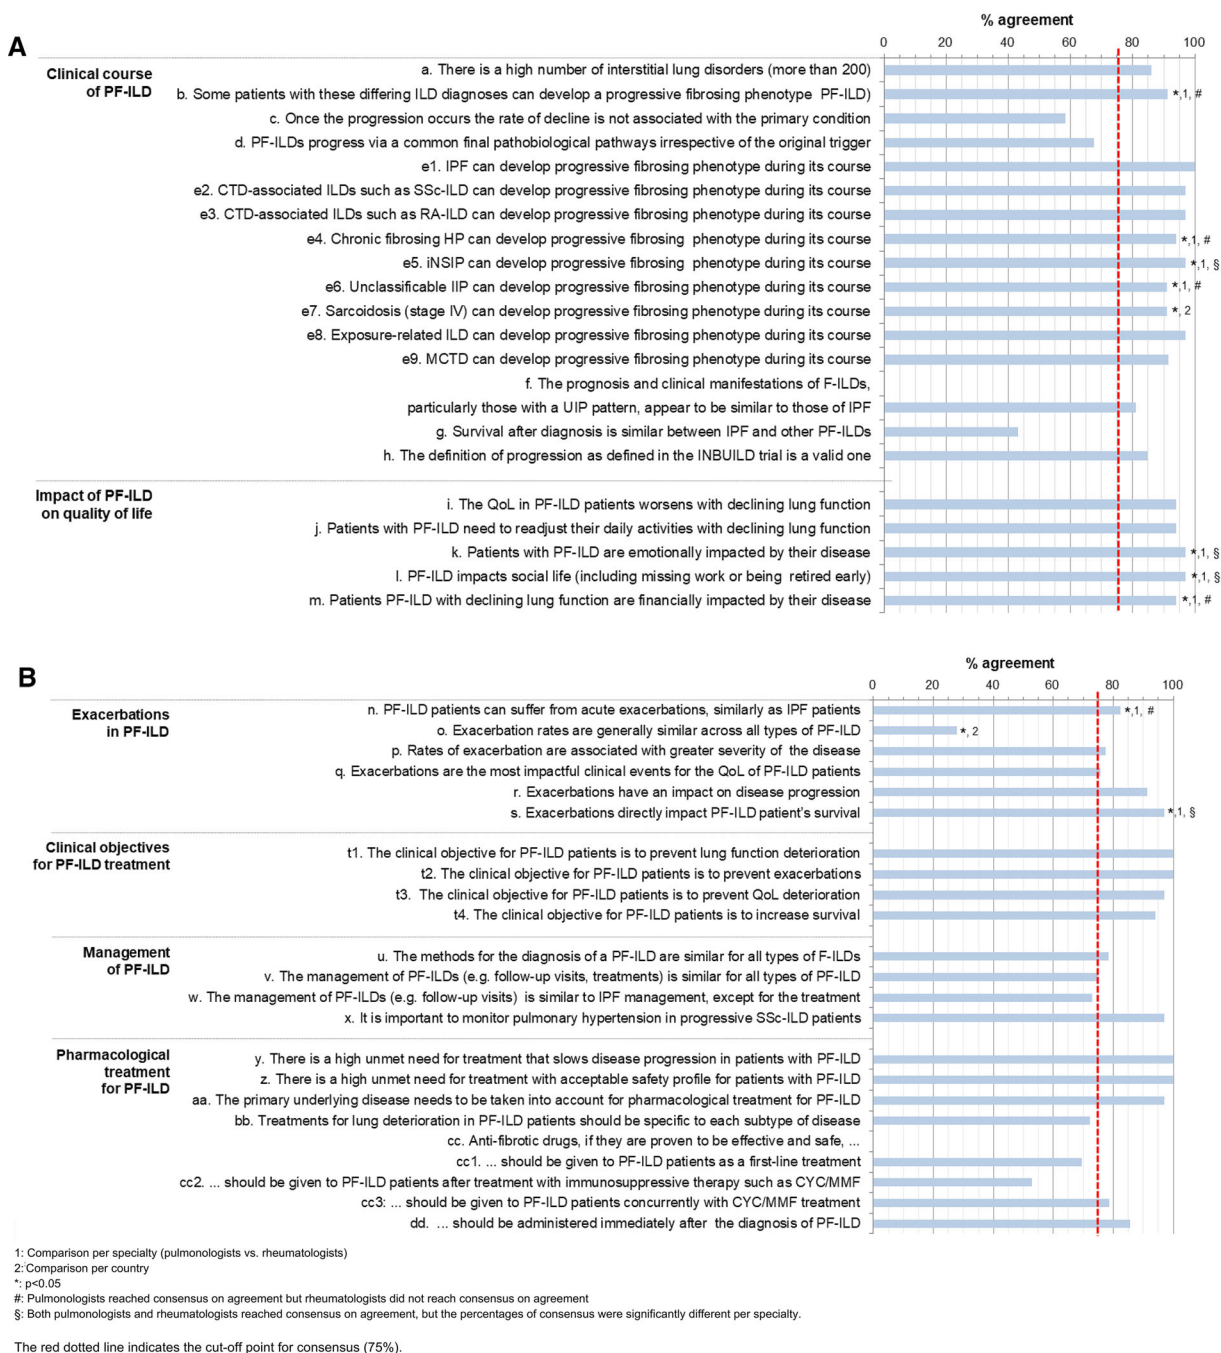 A
% agreement
0 20 40 60 80 100
Clinical course
of PF-ILD
a. There is a high number of interstitial lung disorders (more than 200)
b. Some patients with these differing ILD diagnoses can develop a progressive fibrosing phenotype PF-ILD) *,1, #
c. Once the progression occurs the rate of decline is not associated with the primary condition
d. PF-ILDs progress via a common final pathobiological pathways irrespective of the original trigger
e1. IPF can develop progressive fibrosing phenotype during its course
e2. CTD-associated ILDs such as SSc-ILD can develop progressive fibrosing phenotype during its course
e3. CTD-associated ILDs such as RA-ILD can develop progressive fibrosing phenotype during its course
e4. Chronic fibrosing HP can develop progressive fibrosing phenotype during its course *,1, #
e5. iNSIP can develop progressive fibrosing phenotype during its course *,1, §
e6. Unclassifiable IIP can develop progressive fibrosing phenotype during its course *,1, #
e7. Sarcoidosis (stage IV) can develop progressive fibrosing phenotype during its course *, 2
e8. Exposure-related ILD can develop progressive fibrosing phenotype during its course
e9. MCTD can develop progressive fibrosing phenotype during its course
f. The prognosis and clinical manifestations of F-ILDs,
particularly those with a UIP pattern, appear to be similar to those of IPF
g. Survival after diagnosis is similar between IPF and other PF-ILDs
h. The definition of progression as defined in the INBUILD trial is a valid one
Impact of PF-ILD
on quality of life
i. The QoL in PF-ILD patients worsens with declining lung function
j. Patients with PF-ILD need to readjust their daily activities with declining lung function
k. Patients with PF-ILD are emotionally impacted by their disease *,1, §
l. PF-ILD impacts social life (including missing work or being retired early) *,1, §
m. Patients PF-ILD with declining lung function are financially impacted by their disease *,1, #
B
% agreement
0 20 40 60 80 100
Exacerbations
in PF-ILD
n. PF-ILD patients can suffer from acute exacerbations, similarly as IPF patients *,1, #
o. Exacerbation rates are generally similar across all types of PF-ILD *, 2
p. Rates of exacerbation are associated with greater severity of the disease
q. Exacerbations are the most impactful clinical events for the QoL of PF-ILD patients
r. Exacerbations have an impact on disease progression
s. Exacerbations directly impact PF-ILD patient's survival *,1, §
Clinical objectives
for PF-ILD treatment
t1. The clinical objective for PF-ILD patients is to prevent lung function deterioration
t2. The clinical objective for PF-ILD patients is to prevent exacerbations
t3. The clinical objective for PF-ILD patients is to prevent QoL deterioration
t4. The clinical objective for PF-ILD patients is to increase survival
Management
of PF-ILD
u. The methods for the diagnosis of a PF-ILD are similar for all types of F-ILDs
v. The management of PF-ILDs (e.g. follow-up visits, treatments) is similar for all types of PF-ILD
w. The management of PF-ILDs (e.g. follow-up visits) is similar to IPF management, except for the treatment
x. It is important to monitor pulmonary hypertension in progressive SSc-ILD patients
Pharmacological
treatment
for PF-ILD
y. There is a high unmet need for treatment that slows disease progression in patients with PF-ILD
z. There is a high unmet need for treatment with acceptable safety profile for patients with PF-ILD
aa. The primary underlying disease needs to be taken into account for pharmacological treatment for PF-ILD
bb. Treatments for lung deterioration in PF-ILD patients should be specific to each subtype of disease
cc. Anti-fibrotic drugs, if they are proven to be effective and safe, ...
cc1. ... should be given to PF-ILD patients as a first-line treatment
cc2. ... should be given to PF-ILD patients after treatment with immunosuppressive therapy such as CYC/MMF
cc3: ... should be given to PF-ILD patients concurrently with CYC/MMF treatment
dd. ... should be administered immediately after the diagnosis of PF-ILD
1: Comparison per specialty (pulmonologists vs. rheumatologists)
2: Comparison per country
*: p<0.05
#: Pulmonologists reached consensus on agreement but rheumatologists did not reach consensus on agreement
§: Both pulmonologists and rheumatologists reached consensus on agreement, but the percentages of consensus were significantly different per specialty.
The red dotted line indicates the cut-off point for consensus (75%).